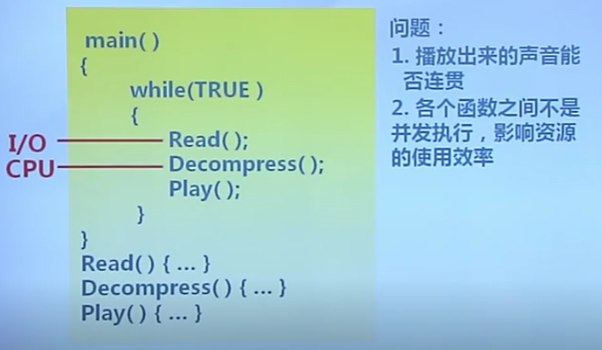 main( )
{
while(TRUE )
{
I/O
Read( );
CPU
Decompress( );
Play( );
}
}
Read( ) { ... }
Decompress( ) { ... }
Play( ) { ... }
问题：
1. 播放出来的声音能
否连贯
2. 各个函数之间不是
并发执行，影响资源
的使用效率